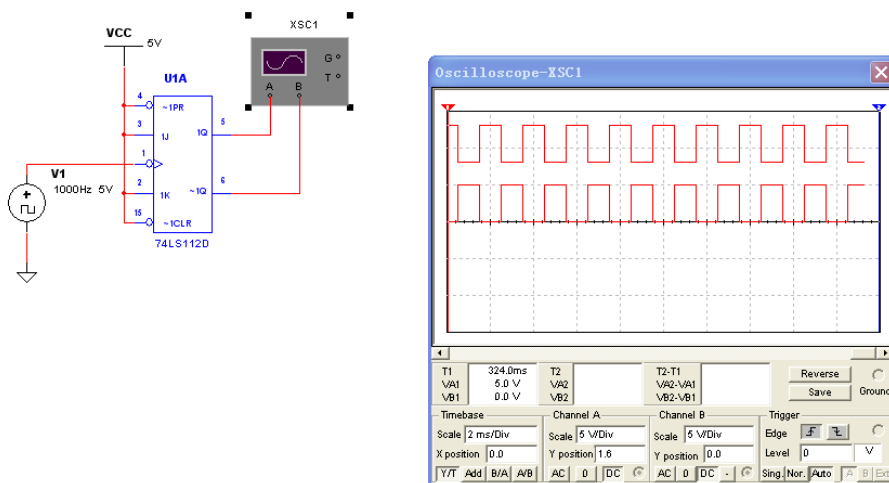 XSC1
VCC
5V
G
T
A B
U1A
4 ~1PR
3 1J 1Q 5
1
2 1K ~1Q 6
15 ~1CLR
74LS112D
V1
1000Hz 5V
Oscilloscope-XSC1
1 2
T1 324.0ms T2 T2-T1
VA1 5.0 V VA2 VA2-VA1
VB1 0.0 V VB2 VB2-VB1
Reverse
Save Ground
Timebase Channel A Channel B Trigger
Scale 2 ms/Div Scale 5 V/Div Scale 5 V/Div Edge
X position 0.0 Y position 1.6 Y position 0.0 Level 0 V
Y/T Add B/A A/B AC 0 DC AC 0 DC - Sing. Nor. Auto A B Ext